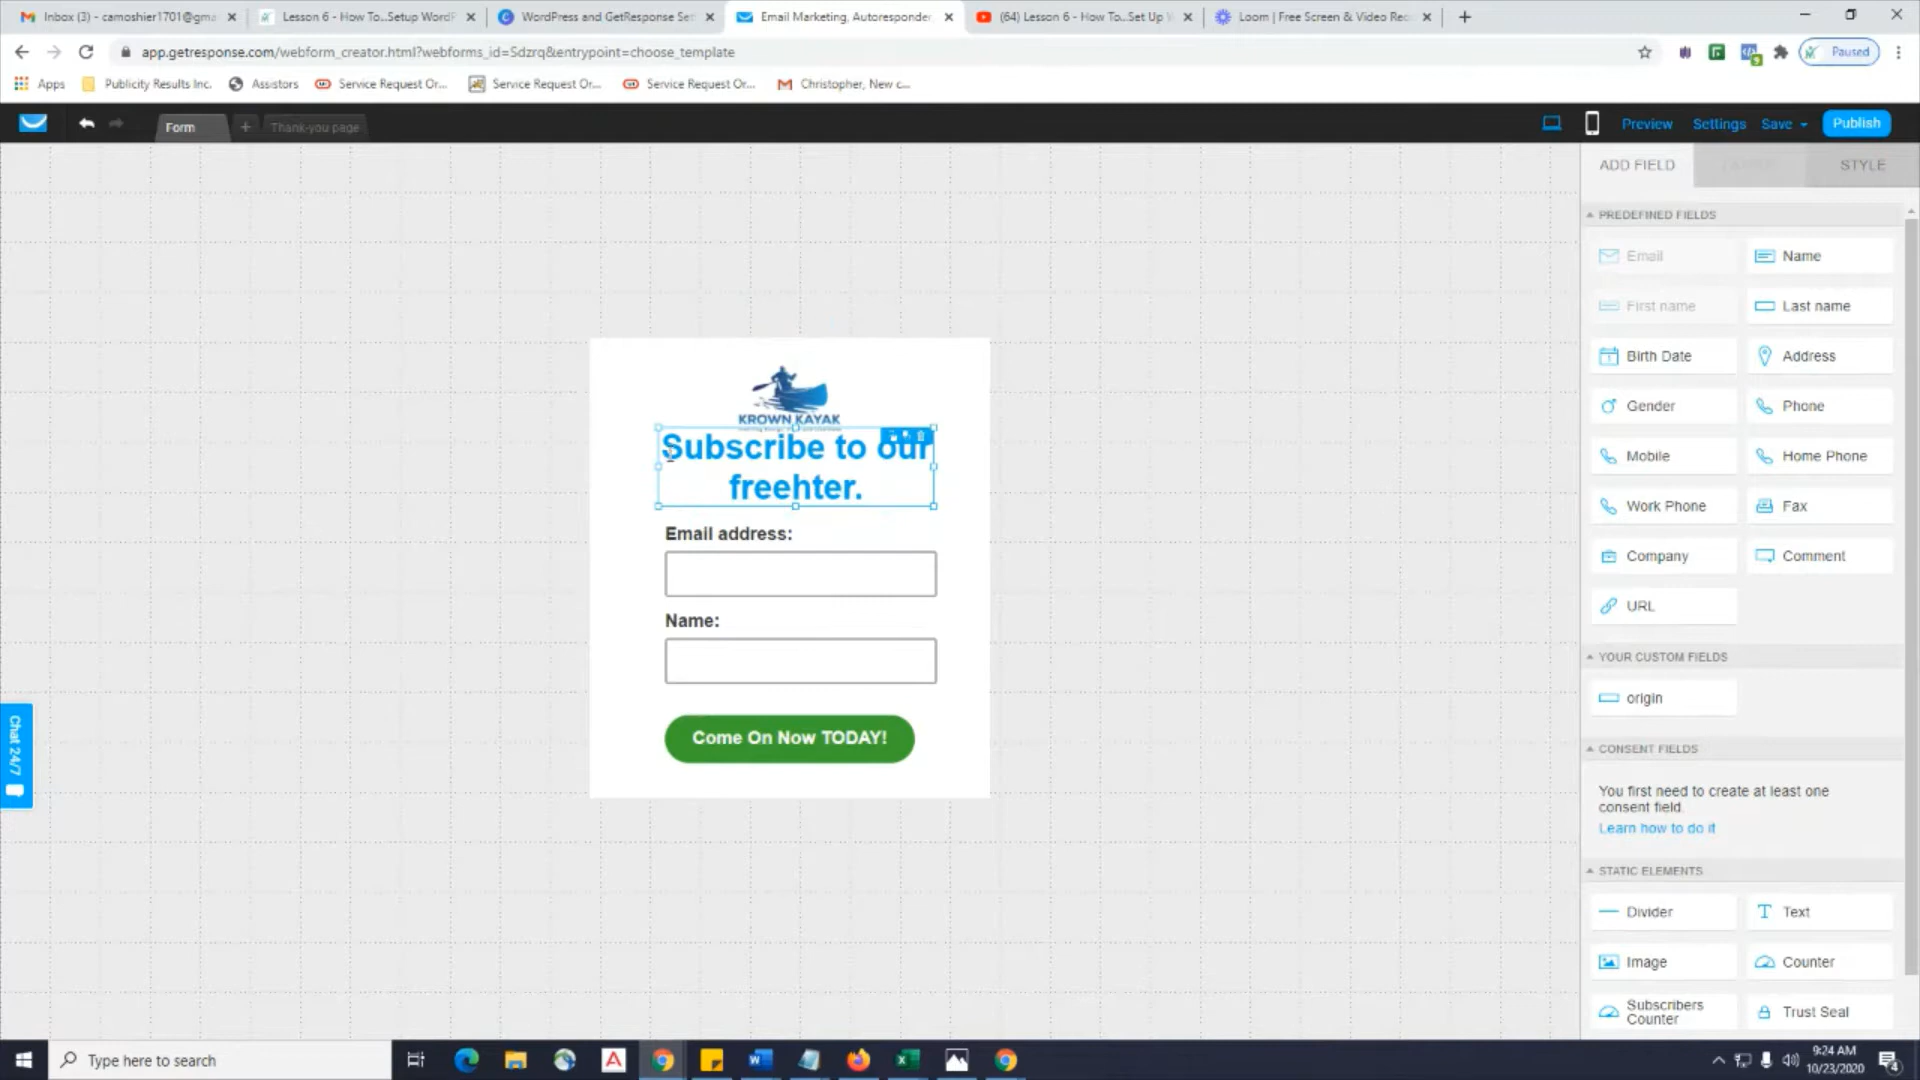 Inbox (3) - camoshier1701@gma
Lesson 6 - How To...Setup WordF
WordPress and GetResponse Set
Email Marketing, Autoresponder
(64) Lesson 6 - How To...Set Up
Loom | Free Screen & Video Rec
app.getresponse.com/webform_creator.html?webforms_id=Sdzrq&entrypoint=choose_template
Paused
Apps
Publicity Results Inc.
Assistors
Service Request Or...
Service Request Or...
Service Request Or...
Christopher, New c...
Form
+
Thank-you page
Preview
Settings
Save
Publish
ADD FIELD
STYLE
PREDEFINED FIELDS
Email
Name
First name
Last name
Birth Date
Address
Gender
Phone
Mobile
Home Phone
Work Phone
Fax
Company
Comment
URL
YOUR CUSTOM FIELDS
origin
CONSENT FIELDS
You first need to create at least one
consent field.
Learn how to do it
STATIC ELEMENTS
Divider
Text
Image
Counter
Subscribers
Counter
Trust Seal
KROWN KAYAK
Subscribe to our
freehter.
Email address:
Name:
Come On Now TODAY!
Chat 24/7
Type here to search
9:24 AM
10/23/2020
4